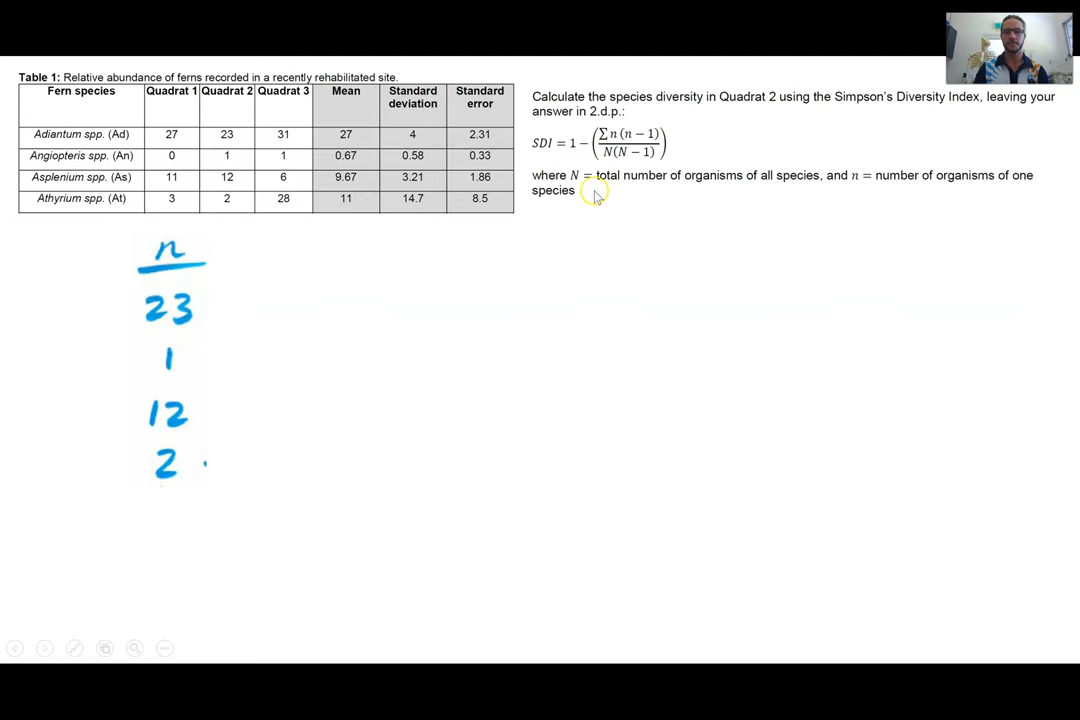 Table 1: Relative abundance of ferns recorded in a recently rehabilitated site.
Fern species Quadrat 1 Quadrat 2 Quadrat 3 Mean Standard deviation Standard error
Adiantum spp. (Ad) 27 23 31 27 4 2.31
Angiopteris spp. (An) 0 1 1 0.67 0.58 0.33
Asplenium spp. (As) 11 12 6 9.67 3.21 1.86
Athyrium spp. (At) 3 2 28 11 14.7 8.5
Calculate the species diversity in Quadrat 2 using the Simpson's Diversity Index, leaving your
answer in 2.d.p.:
SDI = 1 − (∑ n (n − 1) / N(N − 1))
where N = total number of organisms of all species, and n = number of organisms of one
species
n
23
1
12
2